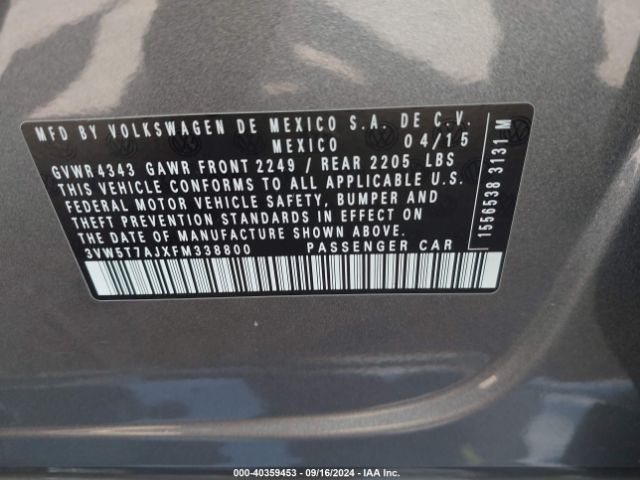 MFD BY VOLKSWAGEN DE MEXICO S.A. DE C.V.
MEXICO 04/15
GVWR 4343 GAWR FRONT 2249 / REAR 2205 LBS
THIS VEHICLE CONFORMS TO ALL APPLICABLE U.S.
FEDERAL MOTOR VEHICLE SAFETY, BUMPER AND
THEFT PREVENTION STANDARDS IN EFFECT ON
THE DATE OF MANUFACTURE SHOWN ABOVE.
3VW5T7AJXFM338800 PASSENGER CAR
1556538 3131M
00-40359453 - 09/16/2024 - IAA Inc.